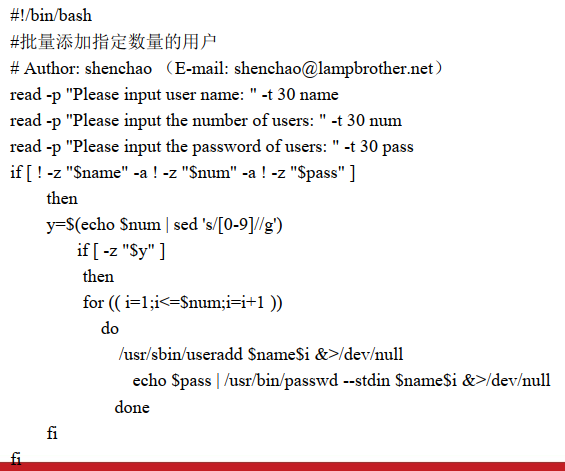 #!/bin/bash
#批量添加指定数量的用户
# Author: shenchao （E-mail: shenchao@lampbrother.net）
read -p "Please input user name: " -t 30 name
read -p "Please input the number of users: " -t 30 num
read -p "Please input the password of users: " -t 30 pass
if [ ! -z "$name" -a ! -z "$num" -a ! -z "$pass" ]
then
y=$(echo $num | sed 's/[0-9]//g')
if [ -z "$y" ]
then
for (( i=1;i<=$num;i=i+1 ))
do
/usr/sbin/useradd $name$i &>/dev/null
echo $pass | /usr/bin/passwd --stdin $name$i &>/dev/null
done
fi
fi